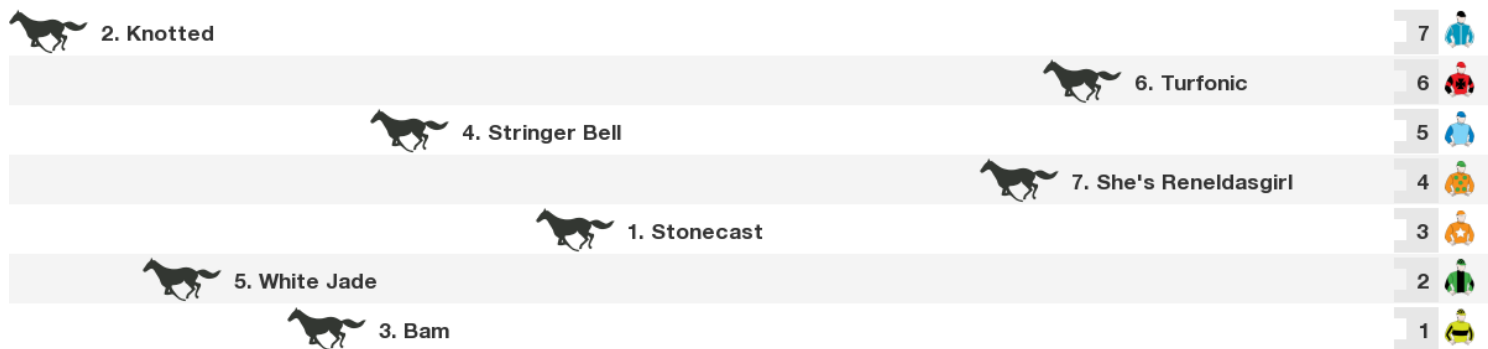 2. Knotted 7
6. Turfonic 6
4. Stringer Bell 5
7. She's Reneldasgirl 4
1. Stonecast 3
5. White Jade 2
3. Bam 1